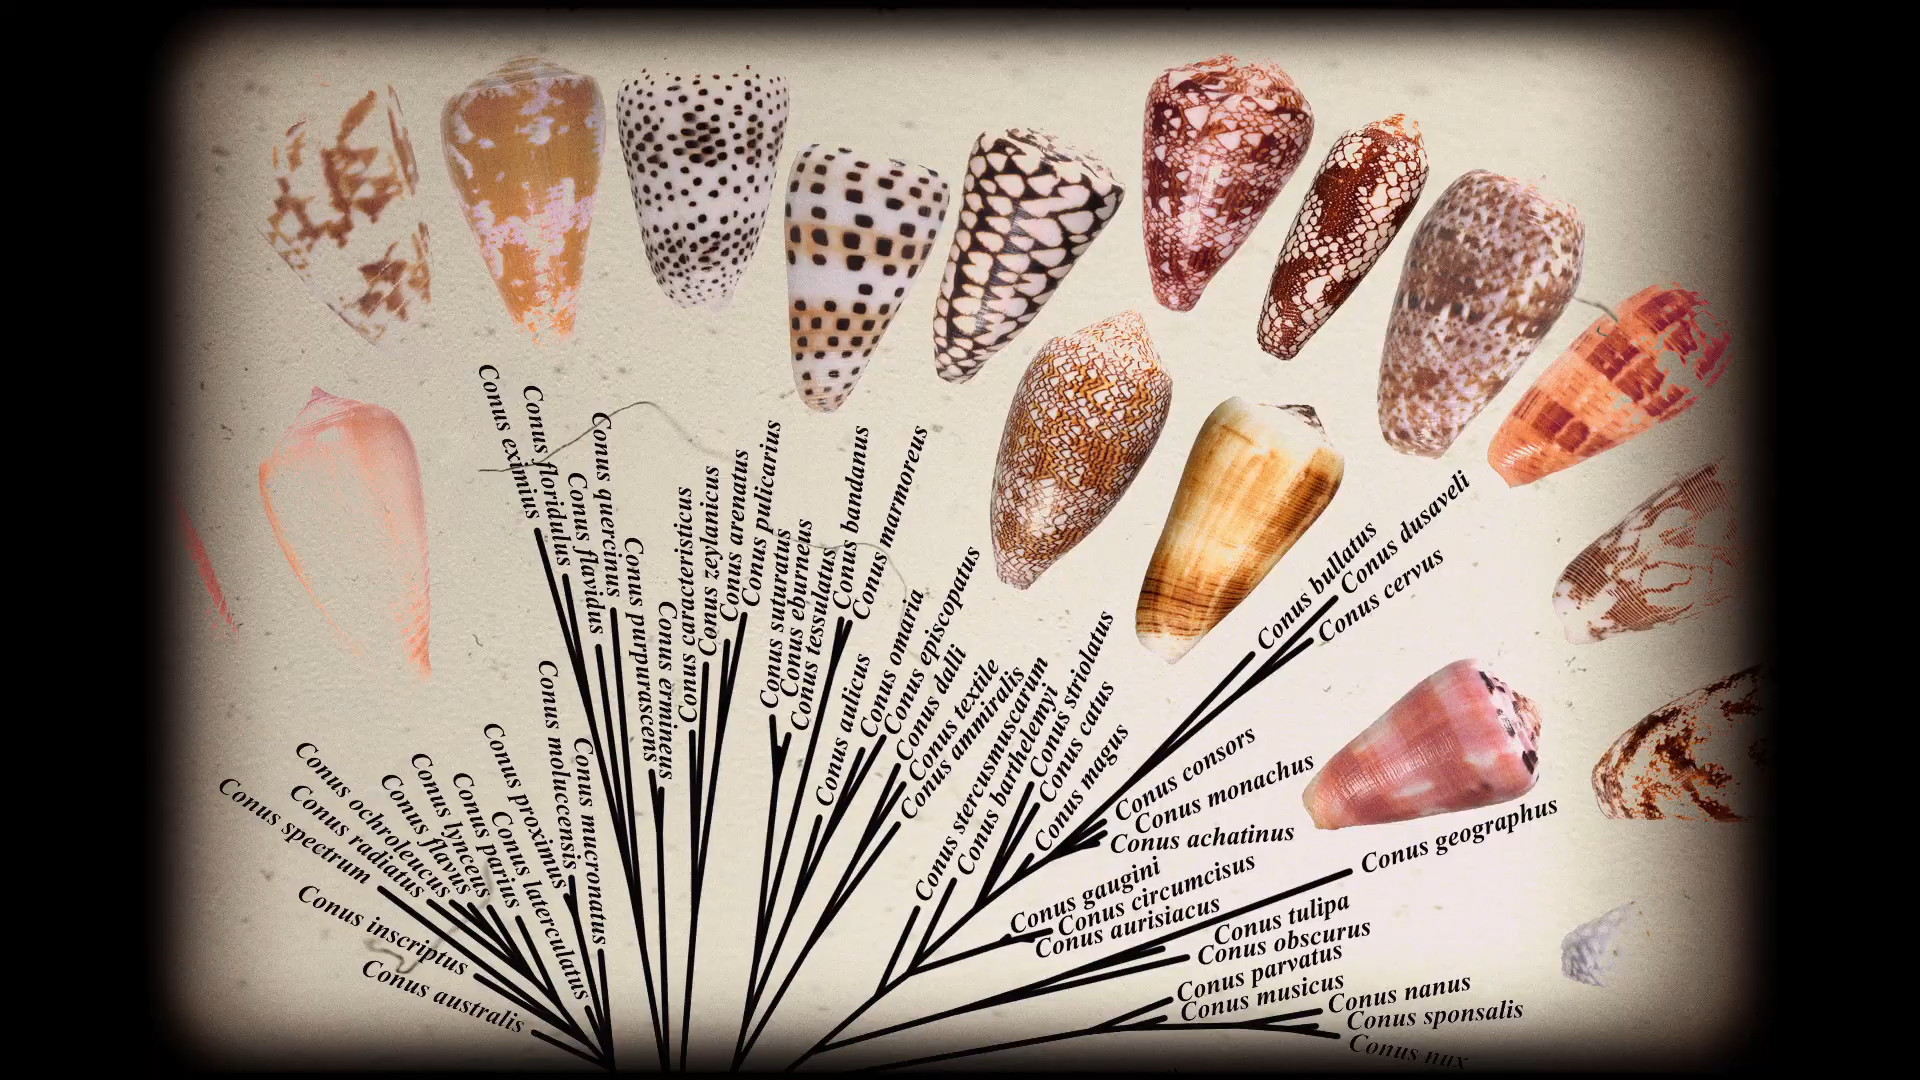 Conus australis
Conus inscriptus
Conus spectrum
Conus radiatus
Conus ochroleucus
Conus flavus
Conus lynceus
Conus parius
Conus laterculatus
Conus proximus
Conus moluccensis
Conus mucronatus
Conus eximius
Conus floridulus
Conus flavidus
Conus quercinus
Conus purpurascens
Conus ermineus
Conus caracteristicus
Conus zeylanicus
Conus arenatus
Conus pulicarius
Conus suturatus
Conus eburneus
Conus tessulatus
Conus bandanus
Conus marmoreus
Conus aulicus
Conus omaria
Conus episcopatus
Conus dalli
Conus textile
Conus ammiralis
Conus stercusmuscarum
Conus barthelemyi
Conus striolatus
Conus catus
Conus magus
Conus bullatus
Conus dusaveli
Conus cervus
Conus consors
Conus monachus
Conus achatinus
Conus gaugini
Conus circumcisus
Conus aurisiacus
Conus geographus
Conus tulipa
Conus obscurus
Conus parvatus
Conus musicus
Conus nanus
Conus sponsalis
Conus nux